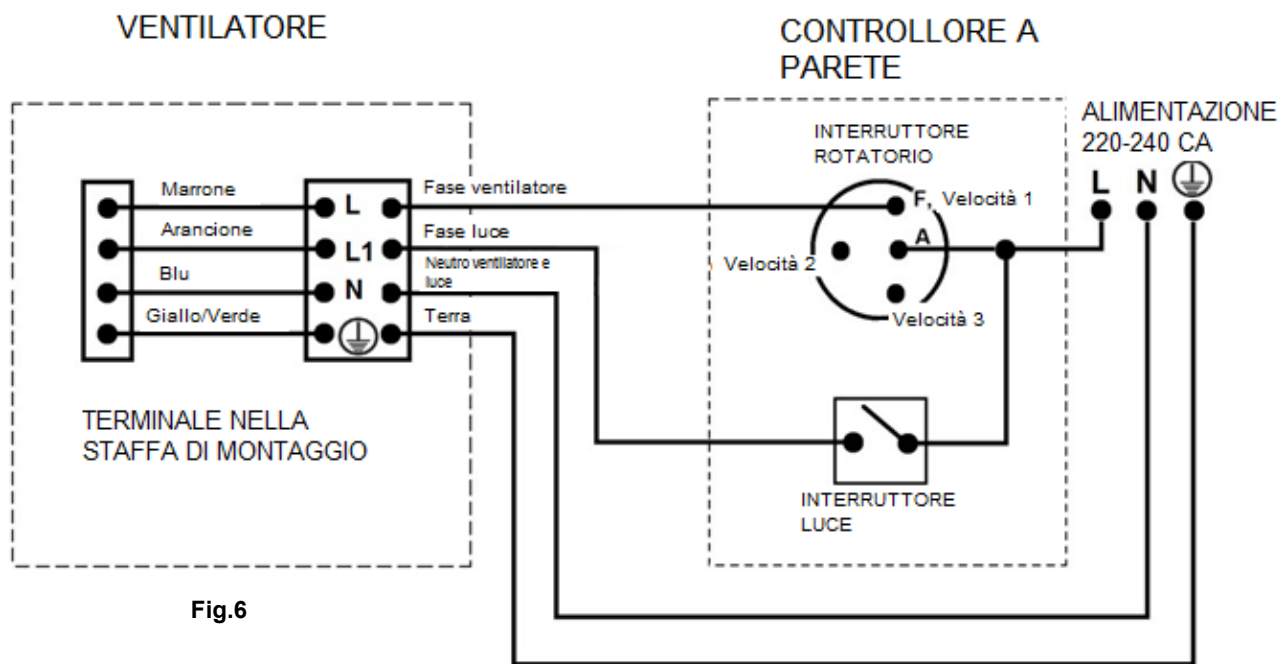 VENTILATORE
CONTROLLORE A
PARETE
ALIMENTAZIONE
220-240 CA
L N
INTERRUTTORE
ROTATORIO
Marrone
L
Fase ventilatore
F, Velocità 1
Arancione
L1
Fase luce
A
Velocità 2
Blu
N
Neutro ventilatore e
luce
Giallo/Verde
Terra
Velocità 3
TERMINALE NELLA
STAFFA DI MONTAGGIO
INTERRUTTORE
LUCE
Fig.6